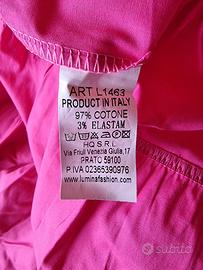 ART L1463
PRODUCT IN ITALY
97% COTONE
3% ELASTAM
HQ S.R.L
Via Friuli Venezia Giulia,17
PRATO 59100
P.IVA 02365390976
www.luminafashion.com
subito